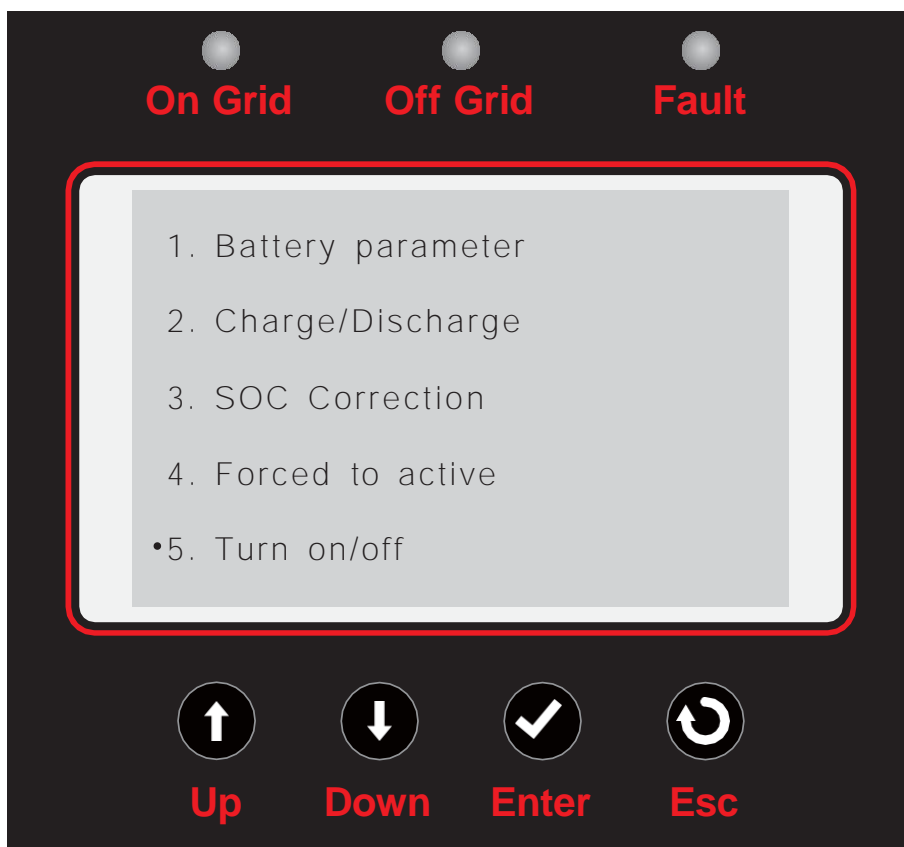 On Grid Off Grid Fault
1. Battery parameter
2. Charge/Discharge
3. SOC Correction
4. Forced to active
•5. Turn on/off
Up Down Enter Esc